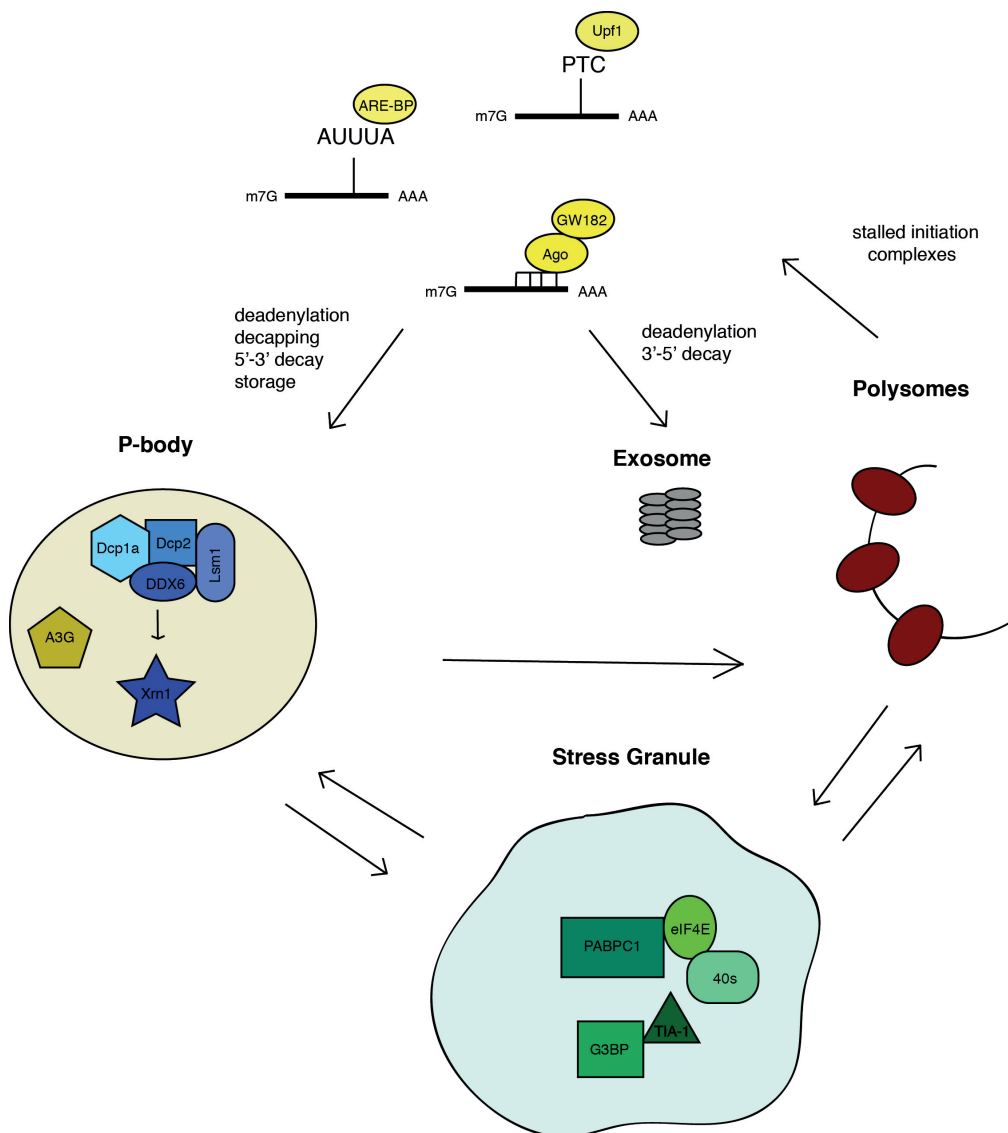 Upf1
PTC
m7G AAA
ARE-BP
AUUUA
m7G AAA
GW182
Ago
m7G AAA
stalled initiation
complexes
deadenylation
decapping
5'-3' decay
storage
deadenylation
3'-5' decay
Polysomes
P-body
Exosome
Dcp1a
Dcp2
Lsm1
DDX6
A3G
Xrn1
Stress Granule
PABPC1
eIF4E
40s
TIA-1
G3BP